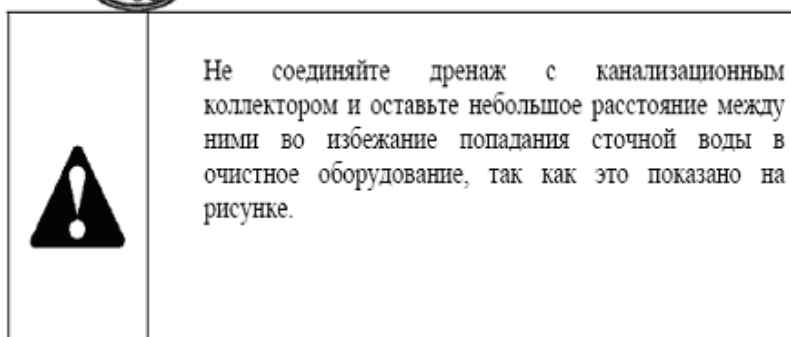 Не соединяйте дренаж с канализационным
коллектором и оставьте небольшое расстояние между
ними во избежание попадания сточной воды в
очистное оборудование, так как это показано на
рисунке.